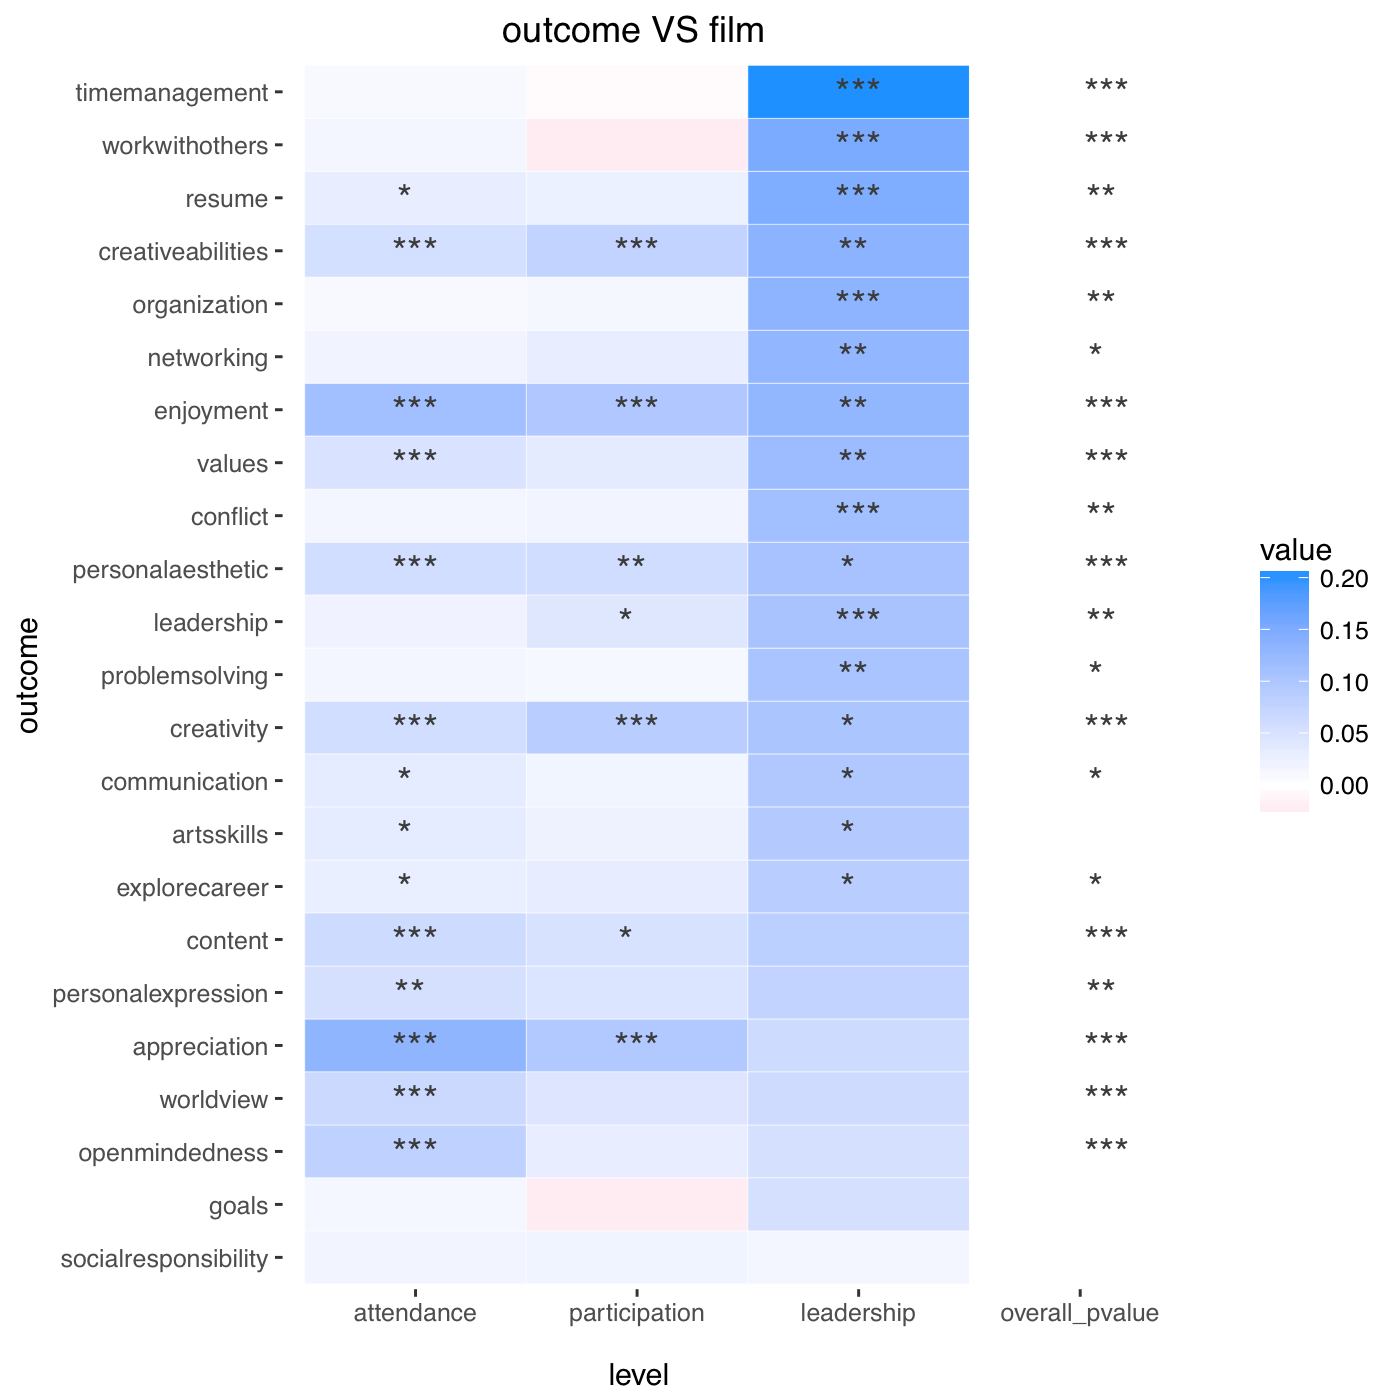 outcome VS film
timemanagement *** ***
workwithothers *** ***
resume * *** **
creativeabilities *** *** ** ***
organization *** **
networking ** *
enjoyment *** *** ** ***
values *** ** ***
conflict *** **
personalaesthetic *** ** * ***
leadership * *** **
problemsolving ** *
creativity *** *** * ***
communication * * *
artsskills * *
explorecareer * * *
content *** * ***
personalexpression ** **
appreciation *** *** ***
worldview *** ***
openmindedness *** ***
goals
socialresponsibility
attendance participation leadership overall_pvalue
level
outcome
value
0.20
0.15
0.10
0.05
0.00